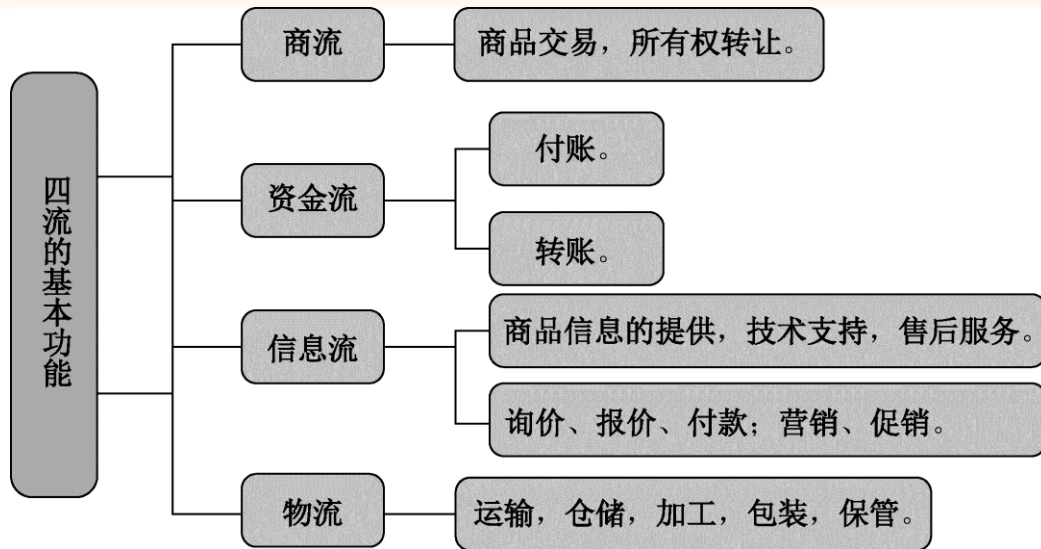 四流的基本功能
商流
商品交易，所有权转让。
资金流
付账。
转账。
信息流
商品信息的提供，技术支持，售后服务。
询价、报价、付款；营销、促销。
物流
运输，仓储，加工，包装，保管。